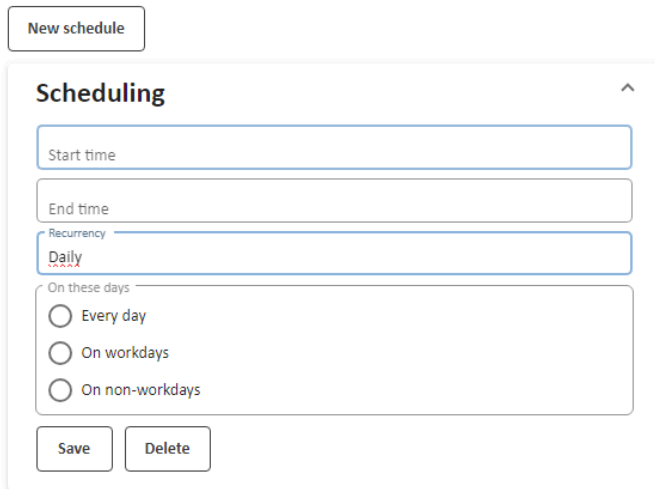 New schedule
Scheduling
Start time
End time
Recurrency
Daily
On these days
Every day
On workdays
On non-workdays
Save Delete